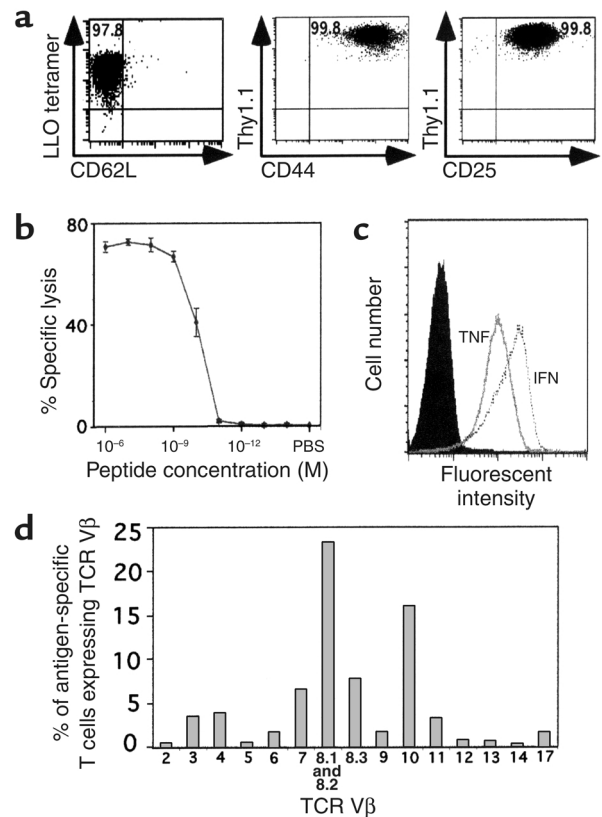 a
97.8
LLO tetramer
CD62L
99.8
Thy1.1
CD44
99.8
Thy1.1
CD25
b
80
40
0
% Specific lysis
10⁻⁶ 10⁻⁹ 10⁻¹² PBS
Peptide concentration (M)
c
Cell number
TNF
IFN
Fluorescent
intensity
d
25
20
15
10
5
0
% of antigen-specific
T cells expressing TCR Vβ
2 3 4 5 6 7 8.1 8.3 9 10 11 12 13 14 17
and
8.2
TCR Vβ